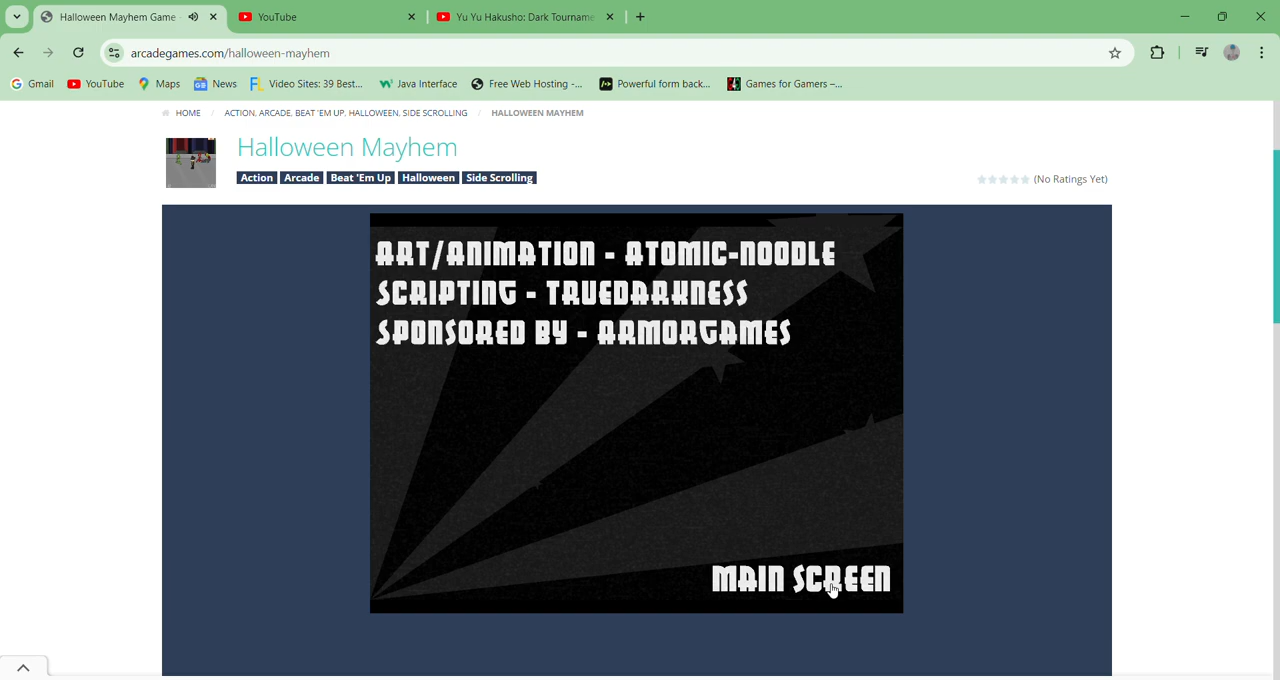 Halloween Mayhem Game
YouTube
Yu Yu Hakusho: Dark Tourname
arcadegames.com/halloween-mayhem
Gmail
YouTube
Maps
News
Video Sites: 39 Best...
Java Interface
Free Web Hosting -...
Powerful form back...
Games for Gamers –...
HOME / ACTION, ARCADE, BEAT 'EM UP, HALLOWEEN, SIDE SCROLLING / HALLOWEEN MAYHEM
Halloween Mayhem
Action Arcade Beat 'Em Up Halloween Side Scrolling
(No Ratings Yet)
ART/ANIMATION - ATOMIC-NOODLE
SCRIPTING - TRUEDARKNESS
SPONSORED BY - ARMORGAMES
MAIN SCREEN